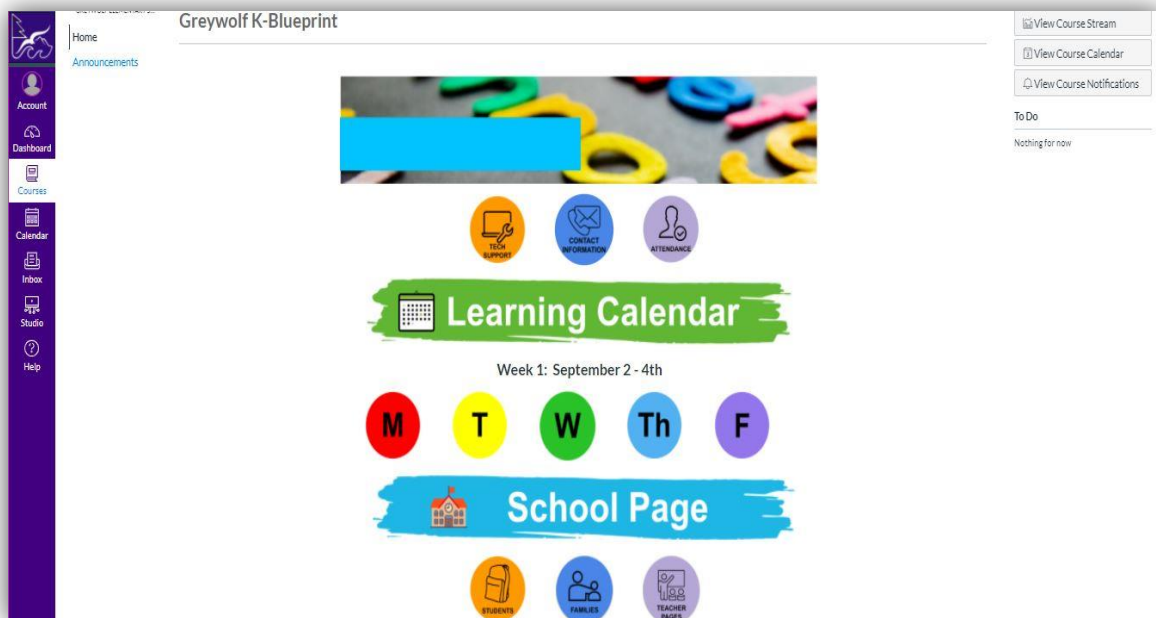 Greywolf K-Blueprint
Home
Announcements
Account
Dashboard
Courses
Calendar
Inbox
Studio
Help
TECH
SUPPORT
CONTACT
INFORMATION
ATTENDANCE
Learning Calendar
Week 1: September 2 - 4th
M T W Th F
School Page
STUDENTS
FAMILIES
TEACHER
PAGES
View Course Stream
View Course Calendar
View Course Notifications
To Do
Nothing for now